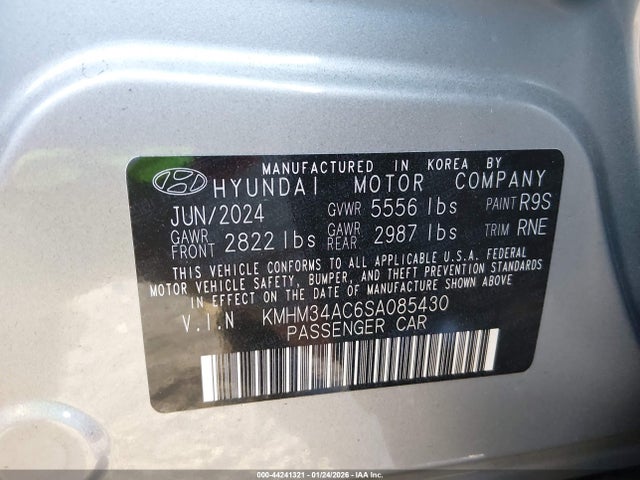 MANUFACTURED IN KOREA BY
HYUNDAI MOTOR COMPANY
JUN/2024 GVWR 5556 lbs PAINT R9S
GAWR FRONT 2822 lbs GAWR REAR 2987 lbs TRIM RNE
THIS VEHICLE CONFORMS TO ALL APPLICABLE U.S.A. FEDERAL
MOTOR VEHICLE SAFETY, BUMPER, AND THEFT PREVENTION STANDARDS
IN EFFECT ON THE DATE OF MANUFACTURE SHOWN ABOVE
V.I.N KMHM34AC6SA085430
PASSENGER CAR
000-44241321 - 01/24/2026 - IAA Inc.